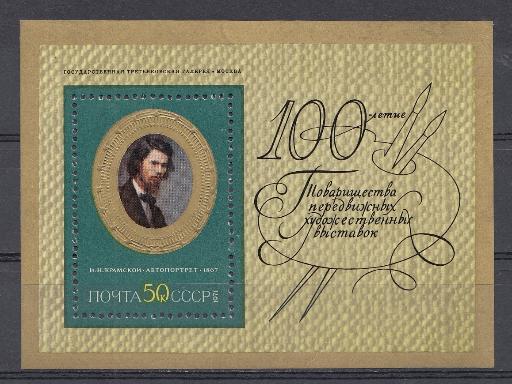 ГОСУДАРСТВЕННАЯ ТРЕТЬЯКОВСКАЯ ГАЛЕРЕЯ • МОСКВА
И.Н.КРАМСКОЙ • АВТОПОРТРЕТ • 1867
ПОЧТА 50К СССР 1971
100-летие
Товарищества
передвижных
художественных
выставок